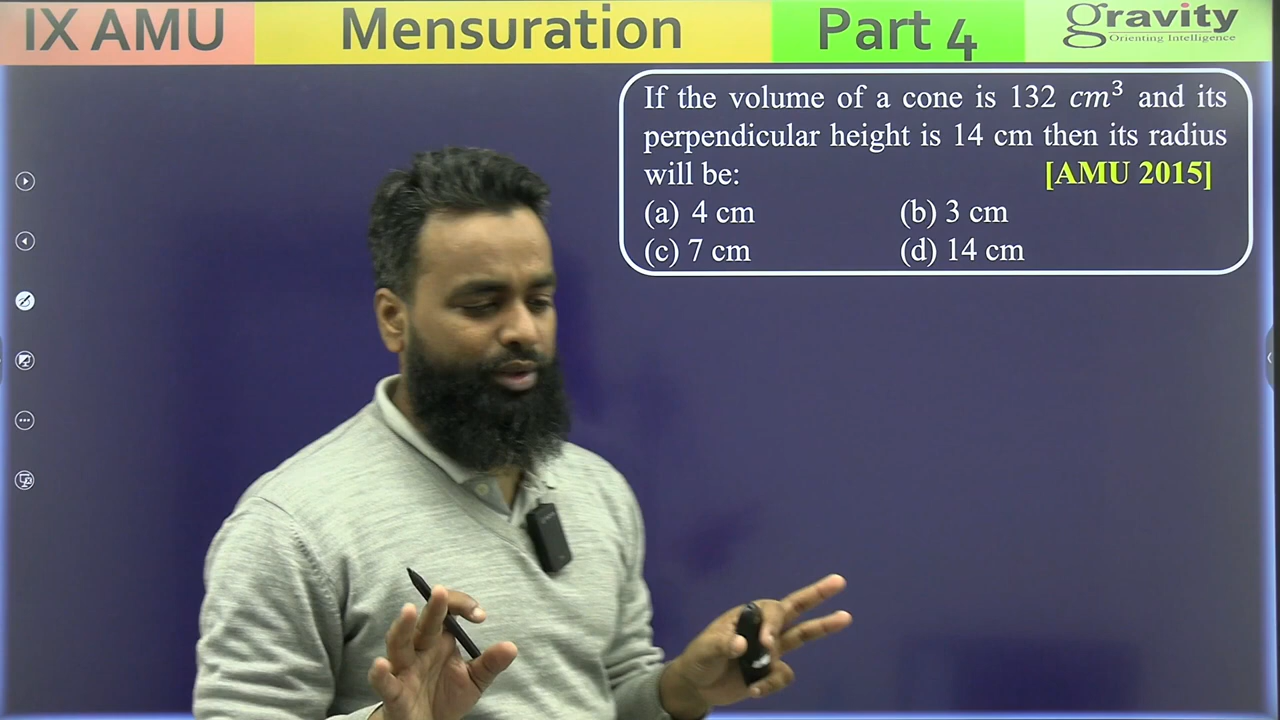 IX AMU
Mensuration
Part 4
gravity
Orienting Intelligence
If the volume of a cone is 132 cm³ and its
perpendicular height is 14 cm then its radius
will be: [AMU 2015]
(a) 4 cm (b) 3 cm
(c) 7 cm (d) 14 cm